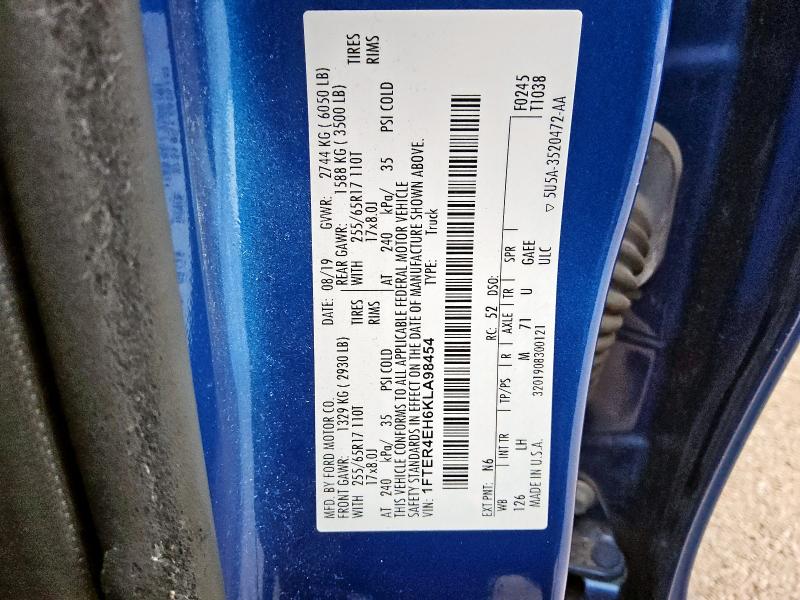 MFD. BY FORD MOTOR CO. DATE: 08/19 GVWR: 2744 KG ( 6050 LB)
FRONT GAWR: 1329 KG ( 2930 LB) REAR GAWR: 1588 KG ( 3500 LB)
WITH 255/65R17 110T TIRES WITH 255/65R17 110T TIRES
17x8.0J RIMS 17x8.0J RIMS
AT 240 kPa/ 35 PSI COLD AT 240 kPa/ 35 PSI COLD
THIS VEHICLE CONFORMS TO ALL APPLICABLE FEDERAL MOTOR VEHICLE
SAFETY STANDARDS IN EFFECT ON THE DATE OF MANUFACTURE SHOWN ABOVE.
VIN: 1FTER4EH6KLA98454 TYPE: Truck
EXT PNT: N6 RC: 52 DSO: F0245
WB INT TR TP/PS R AXLE TR SPR T1038
126 LH M 71 U GAEE
ULC
3201908300121
MADE IN U.S.A. ▽ 5U5A-3520472-AA